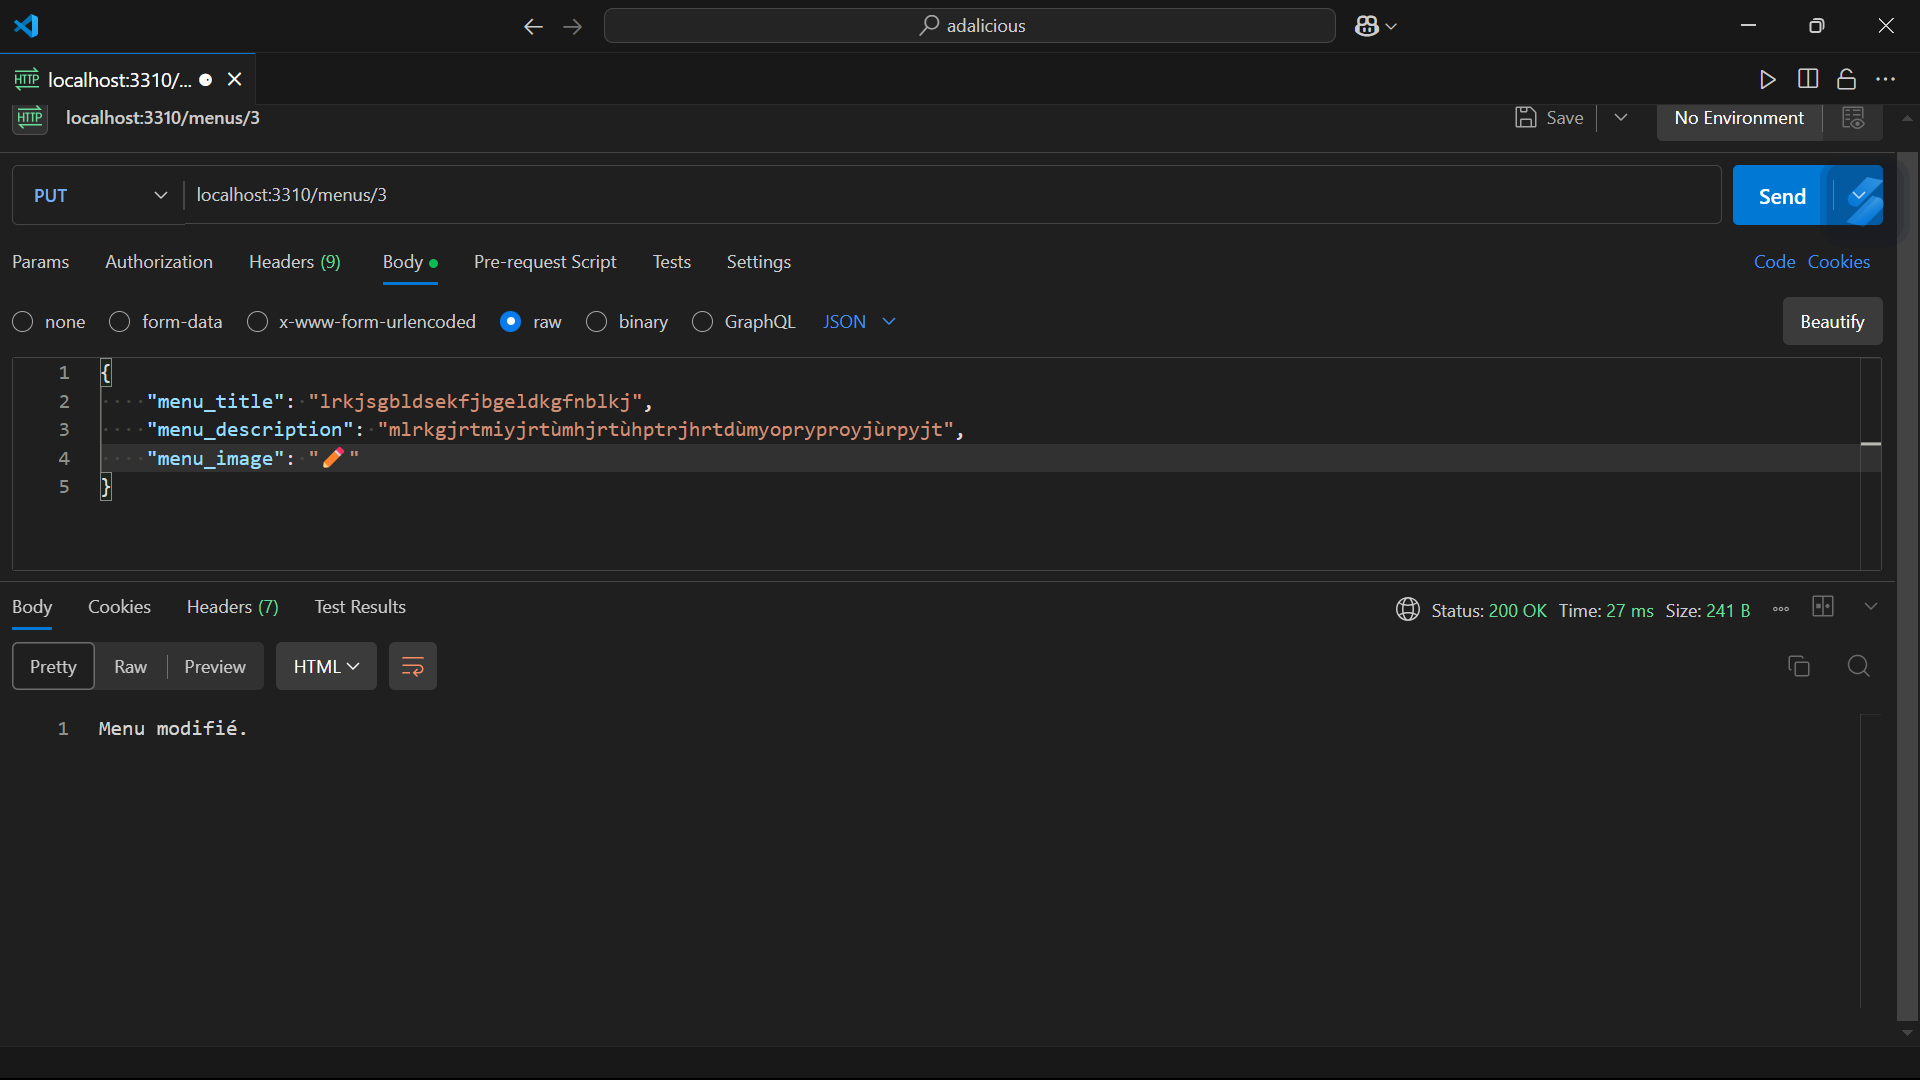 adalicious
HTTP localhost:3310/...
HTTP localhost:3310/menus/3
Save
No Environment
PUT
localhost:3310/menus/3
Send
Params
Authorization
Headers (9)
Body
Pre-request Script
Tests
Settings
Code
Cookies
none
form-data
x-www-form-urlencoded
raw
binary
GraphQL
JSON
Beautify
1 {
2 "menu_title": "lrkjsgbldsekfjbgeldkgfnblkj",
3 "menu_description": "mlrkgjrtmiyjrtùmhjrtùhptrjhrtdùmyopryproyjùrpyjt",
4 "menu_image": "✏️"
5 }
Body
Cookies
Headers (7)
Test Results
Status: 200 OK Time: 27 ms Size: 241 B
Pretty
Raw
Preview
HTML
1 Menu modifié.